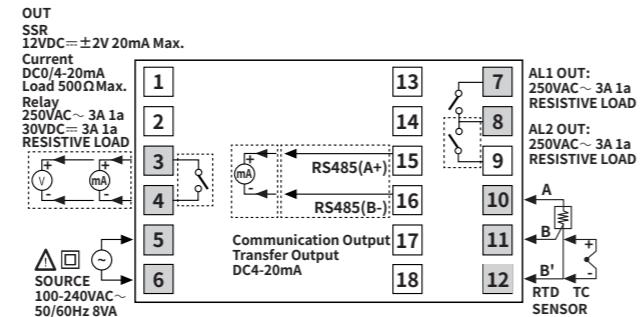 OUT
SSR
12VDC⎓±2V 20mA Max.
Current
DC0/4-20mA
Load 500ΩMax.
Relay
250VAC∼ 3A 1a
30VDC⎓ 3A 1a
RESISTIVE LOAD
+
V
-
+
mA
-
SOURCE
100-240VAC∼
50/60Hz 8VA
1
2
3
4
5
6
+
mA
-
RS485(A+)
RS485(B-)
Communication Output
Transfer Output
DC4-20mA
13
14
15
16
17
18
7
8
9
10
11
12
AL1 OUT:
250VAC∼ 3A 1a
RESISTIVE LOAD
AL2 OUT:
250VAC∼ 3A 1a
RESISTIVE LOAD
A
B
B'
+
-
RTD TC
SENSOR